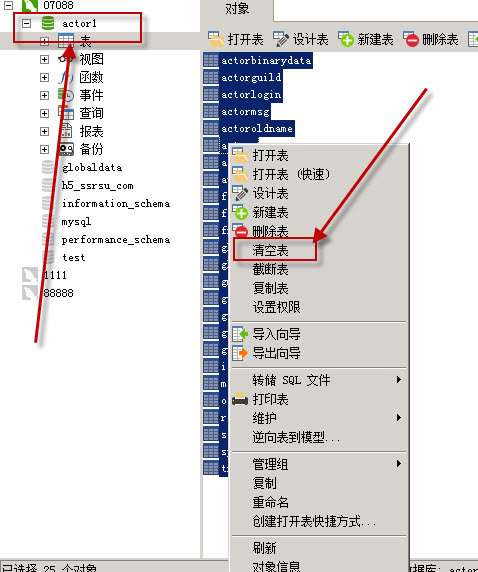 07088
actor1
表
视图
函数
事件
查询
报表
备份
globaldata
h5_ssrsu_com
information_schema
mysql
performance_schema
test
1111
88888
对象
打开表 设计表 新建表 删除表
actorbinarydata
actorguild
actorlogin
actormsg
actoroldname
打开表
打开表 (快速)
设计表
新建表
删除表
清空表
截断表
复制表
设置权限
导入向导
导出向导
转储 SQL 文件
打印表
维护
逆向表到模型...
管理组
复制
重命名
创建打开表快捷方式...
刷新
对象信息
已选择 25 个对象
据库: actor